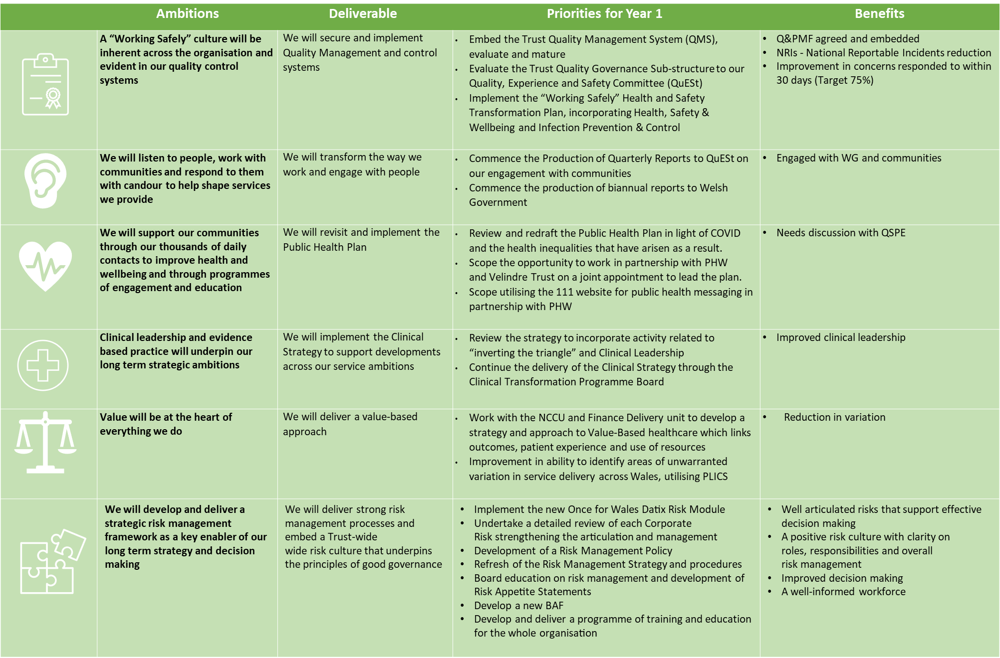 Ambitions
Deliverable
Priorities for Year 1
Benefits
A “Working Safely” culture will be
inherent across the organisation and
evident in our quality control
systems
We will secure and implement
Quality Management and control
systems
• Embed the Trust Quality Management System (QMS),
evaluate and mature
• Evaluate the Trust Quality Governance Sub-structure to our
Quality, Experience and Safety Committee (QuESt)
• Implement the “Working Safely” Health and Safety
Transformation Plan, incorporating Health, Safety &
Wellbeing and Infection Prevention & Control
• Q&PMF agreed and embedded
• NRIs - National Reportable Incidents reduction
• Improvement in concerns responded to within
30 days (Target 75%)
We will listen to people, work with
communities and respond to them
with candour to help shape services
we provide
We will transform the way we
work and engage with people
• Commence the Production of Quarterly Reports to QuESt on
our engagement with communities
• Commence the production of biannual reports to Welsh
Government
• Engaged with WG and communities
We will support our communities
through our thousands of daily
contacts to improve health and
wellbeing and through programmes
of engagement and education
We will revisit and implement the
Public Health Plan
• Review and redraft the Public Health Plan in light of COVID
and the health inequalities that have arisen as a result.
• Scope the opportunity to work in partnership with PHW
and Velindre Trust on a joint appointment to lead the plan.
• Scope utilising the 111 website for public health messaging in
partnership with PHW
• Needs discussion with QSPE
Clinical leadership and evidence
based practice will underpin our
long term strategic ambitions
We will implement the Clinical
Strategy to support developments
across our service ambitions
• Review the strategy to incorporate activity related to
“inverting the triangle” and Clinical Leadership
• Continue the delivery of the Clinical Strategy through the
Clinical Transformation Programme Board
• Improved clinical leadership
Value will be at the heart of
everything we do
We will deliver a value-based
approach
• Work with the NCCU and Finance Delivery unit to develop a
strategy and approach to Value-Based healthcare which links
outcomes, patient experience and use of resources
• Improvement in ability to identify areas of unwarranted
variation in service delivery across Wales, utilising PLICS
• Reduction in variation
We will develop and deliver a
strategic risk management
framework as a key enabler of our
long term strategy and decision
making
We will deliver strong risk
management processes and
embed a Trust-wide
wide risk culture that underpins
the principles of good governance
• Implement the new Once for Wales Datix Risk Module
• Undertake a detailed review of each Corporate
Risk strengthening the articulation and management
• Development of a Risk Management Policy
• Refresh of the Risk Management Strategy and procedures
• Board education on risk management and development of
Risk Appetite Statements
• Develop a new BAF
• Develop and deliver a programme of training and education
for the whole organisation
• Well articulated risks that support effective
decision making
• A positive risk culture with clarity on
roles, responsibilities and overall
risk management
• Improved decision making
• A well-informed workforce